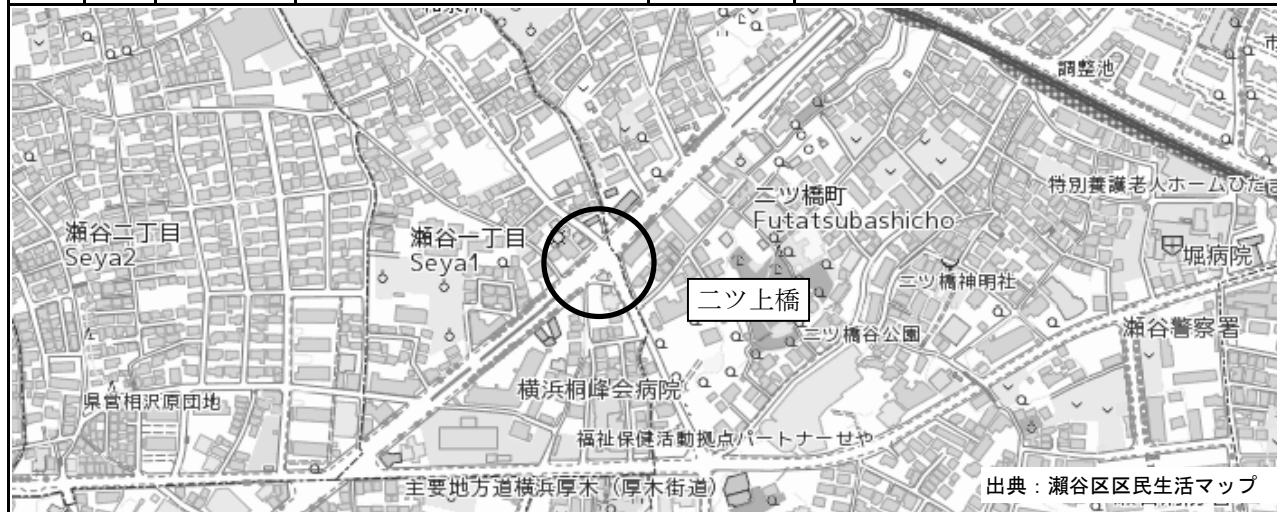 和泉川
調整池
特別養護老人ホームひだま
二ツ橋町
Futatsubashicho
瀬谷二丁目
Seya2
瀬谷一丁目
Seya1
堀病院
二ツ橋神明社
二ツ上橋
瀬谷警察署
二ツ橋谷公園
横浜桐峰会病院
県営相沢原団地
福祉保健活動拠点パートナーせや
主要地方道横浜厚木（厚木街道）
出典：瀬谷区区民生活マップ